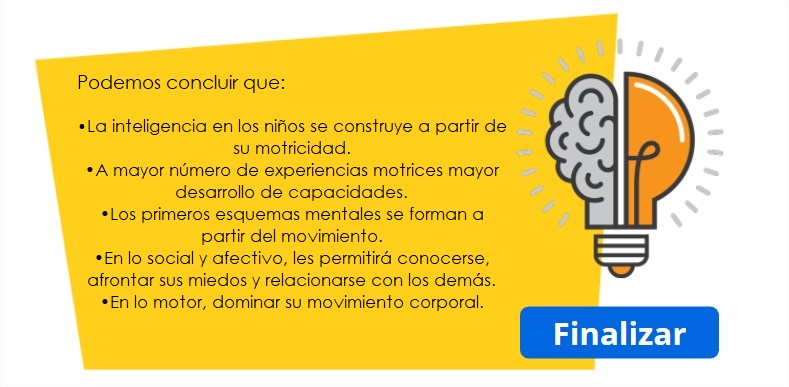 Podemos concluir que:
•La inteligencia en los niños se construye a partir de
su motricidad.
•A mayor número de experiencias motrices mayor
desarrollo de capacidades.
•Los primeros esquemas mentales se forman a
partir del movimiento.
•En lo social y afectivo, les permitirá conocerse,
afrontar sus miedos y relacionarse con los demás.
•En lo motor, dominar su movimiento corporal.
Finalizar